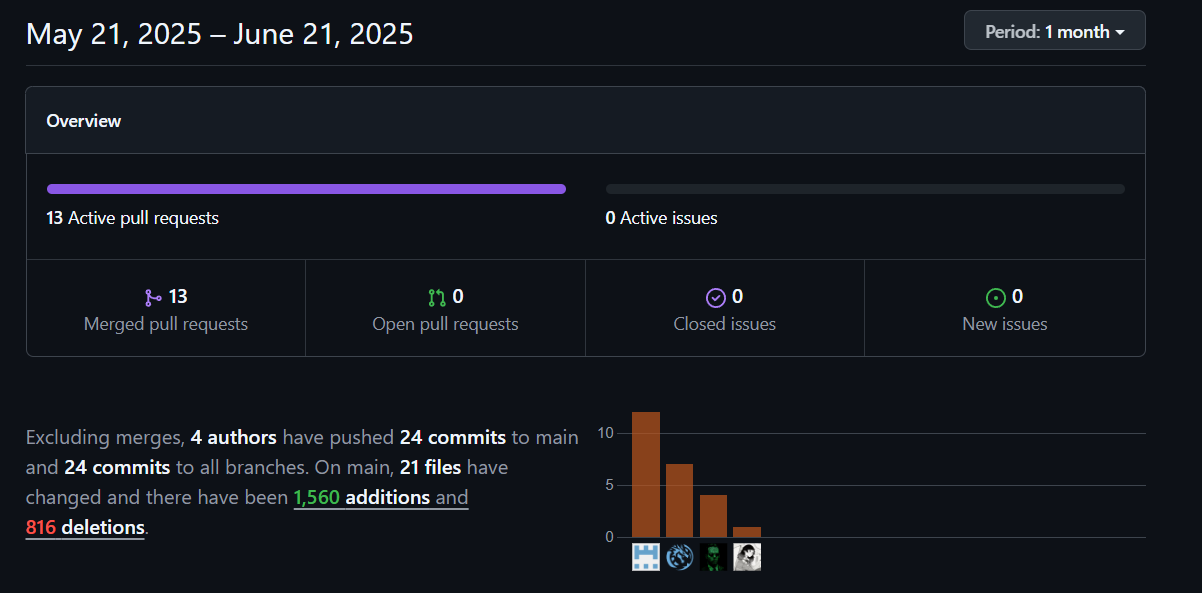 May 21, 2025 – June 21, 2025
Period: 1 month
Overview
13 Active pull requests
0 Active issues
13
Merged pull requests
0
Open pull requests
0
Closed issues
0
New issues
Excluding merges, 4 authors have pushed 24 commits to main
and 24 commits to all branches. On main, 21 files have
changed and there have been 1,560 additions and
816 deletions.
10
5
0